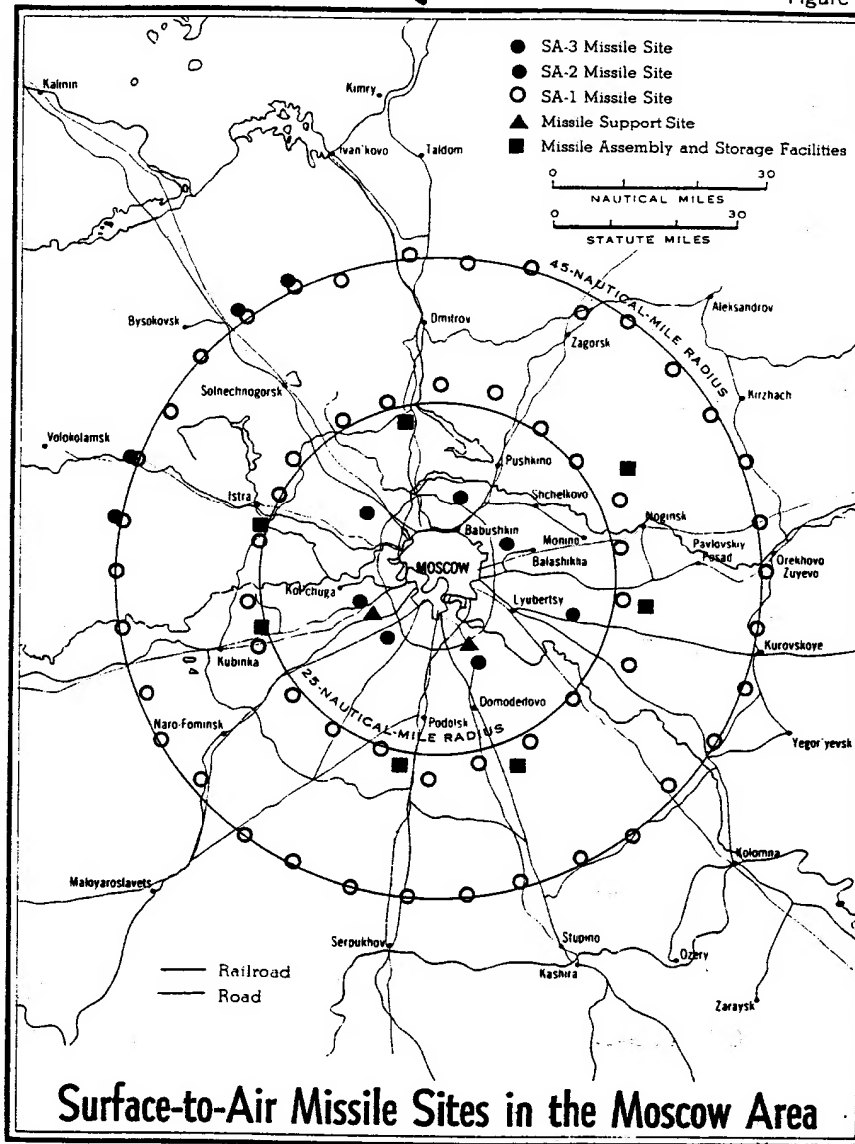 Figure
SA-3 Missile Site
SA-2 Missile Site
SA-1 Missile Site
Missile Support Site
Missile Assembly and Storage Facilities
0 30
NAUTICAL MILES
0 30
STATUTE MILES
Kalinin
Kimry
Ivan'kovo
Taldom
45-NAUTICAL-MILE RADIUS
Aleksandrov
Bysokovsk
Dmitrov
Zagorsk
Solnechnogorsk
Kirzhach
Volokolamsk
Pushkino
Istra
Shchelkovo
Noginsk
Babushkin
Monino
Pavlovskiy
Posad
MOSCOW
Balashikha
Orekhovo
Zuyevo
Kol'chuga
Lyubertsy
Kubinka
Kurovskoye
25-NAUTICAL-MILE RADIUS
Domodedovo
Naro-Fominsk
Podolsk
Yegor'yevsk
Kolomna
Maloyaroslavets
Serpukhov
Stupino
Ozery
Kashira
Zaraysk
Railroad
Road
Surface-to-Air Missile Sites in the Moscow Area